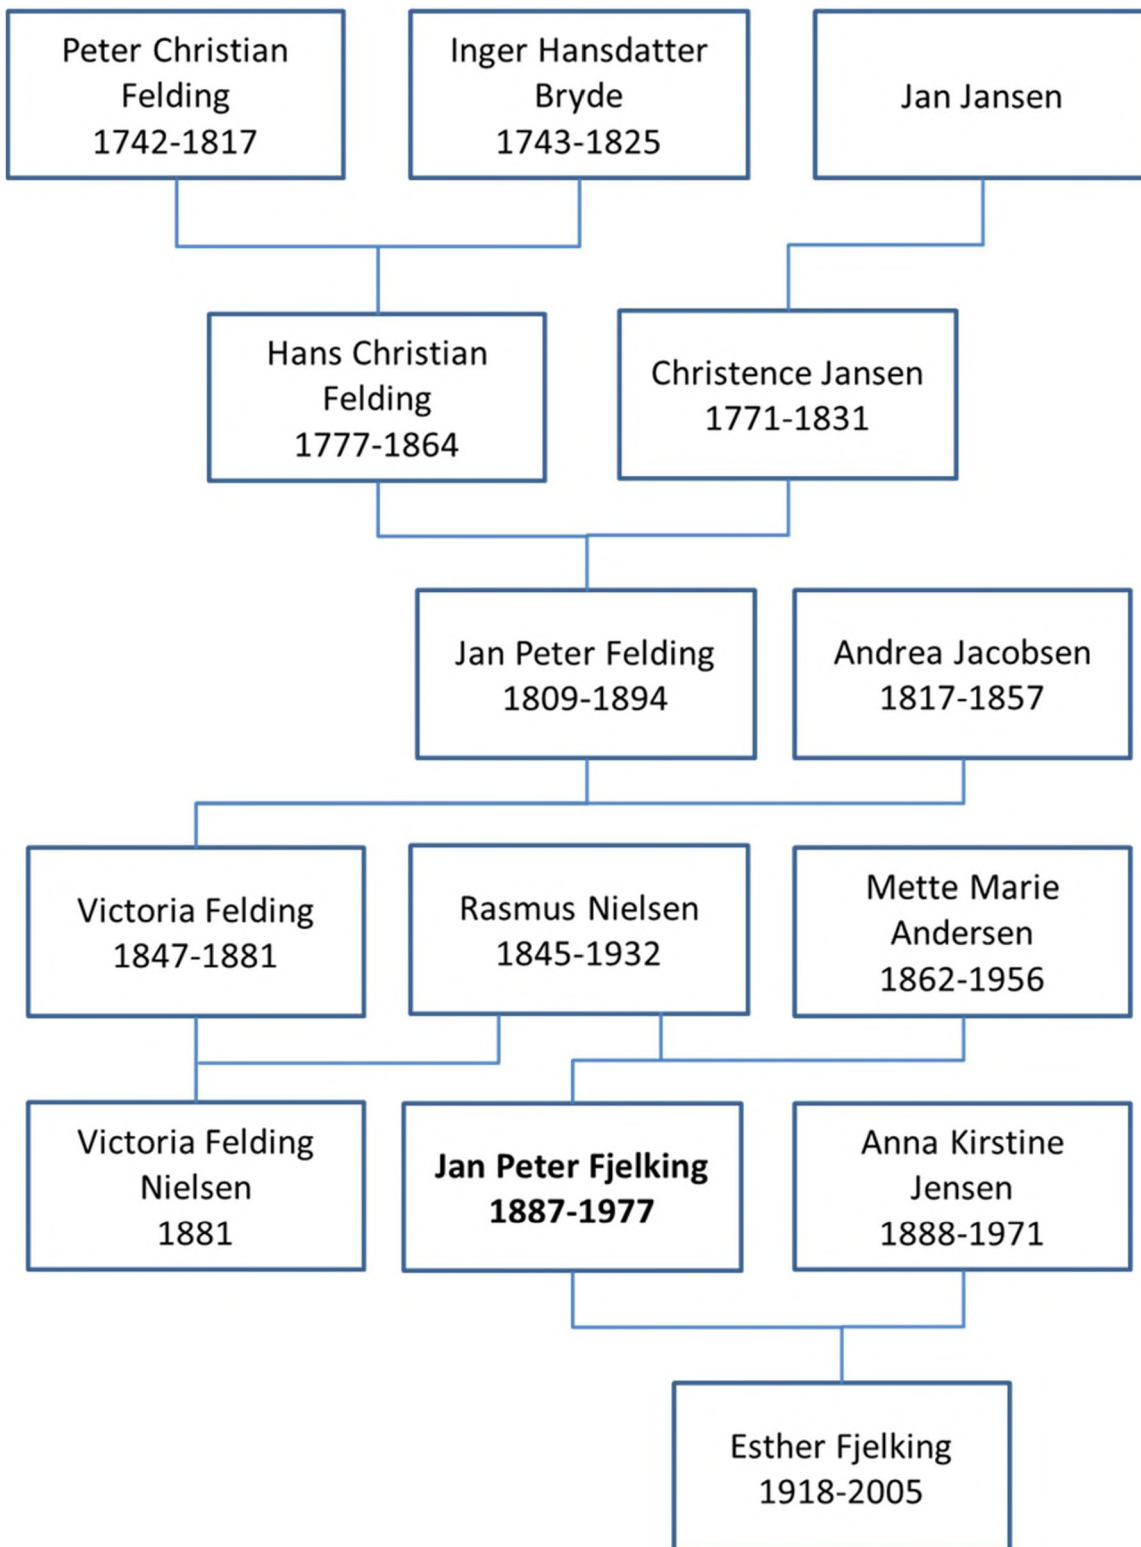 Peter Christian
Felding
1742-1817
Inger Hansdatter
Bryde
1743-1825
Jan Jansen
Hans Christian
Felding
1777-1864
Christence Jansen
1771-1831
Jan Peter Felding
1809-1894
Andrea Jacobsen
1817-1857
Victoria Felding
1847-1881
Rasmus Nielsen
1845-1932
Mette Marie
Andersen
1862-1956
Victoria Felding
Nielsen
1881
Jan Peter Fjelking
1887-1977
Anna Kirstine
Jensen
1888-1971
Esther Fjelking
1918-2005